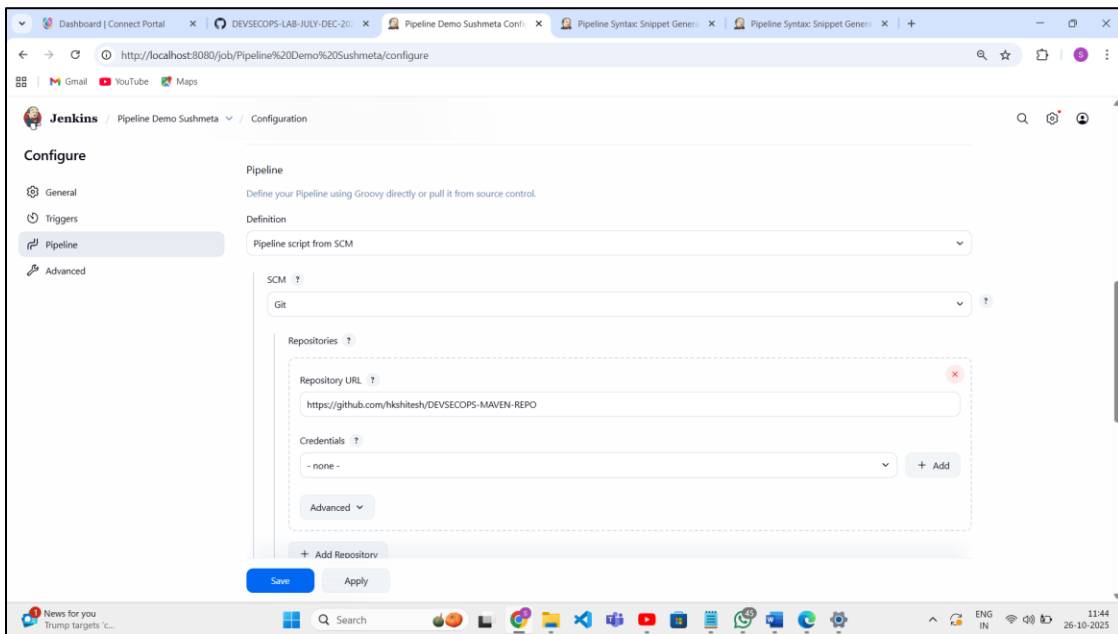 Dashboard | Connect Portal
DEVSECOPS-LAB-JULY-DEC-202
Pipeline Demo Sushmeta Confi
Pipeline Syntax: Snippet Genera
Pipeline Syntax: Snippet Genera
http://localhost:8080/job/Pipeline%20Demo%20Sushmeta/configure
S
Gmail YouTube Maps
Jenkins / Pipeline Demo Sushmeta / Configuration
Configure
General
Triggers
Pipeline
Advanced
Pipeline
Define your Pipeline using Groovy directly or pull it from source control.
Definition
Pipeline script from SCM
SCM ?
Git
?
Repositories ?
Repository URL ?
https://github.com/hkshitesh/DEVSECOPS-MAVEN-REPO
Credentials ?
- none -
+ Add
Advanced
+ Add Repository
Save Apply
1
News for you
Trump targets 'c...
Search
45
ENG
IN
11:44
26-10-2025